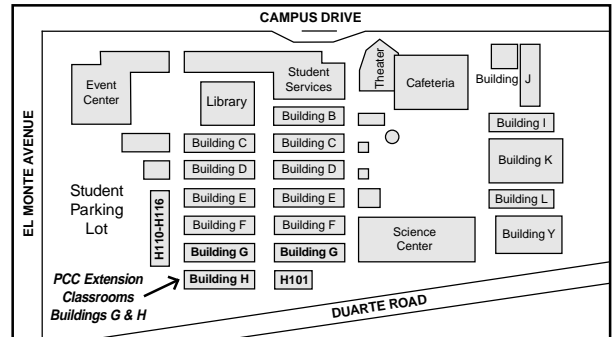 CAMPUS DRIVE
EL MONTE AVENUE
Event
Center
Student
Services
Library
Theater
Cafeteria
Building J
Building B
Building I
Building C
Building C
Building K
Building D
Building D
Student
Parking
Lot
H110-H116
Building E
Building E
Building L
Building F
Building F
Science
Center
Building Y
Building G
Building G
PCC Extension
Classrooms
Buildings G & H
Building H
H101
DUARTE ROAD